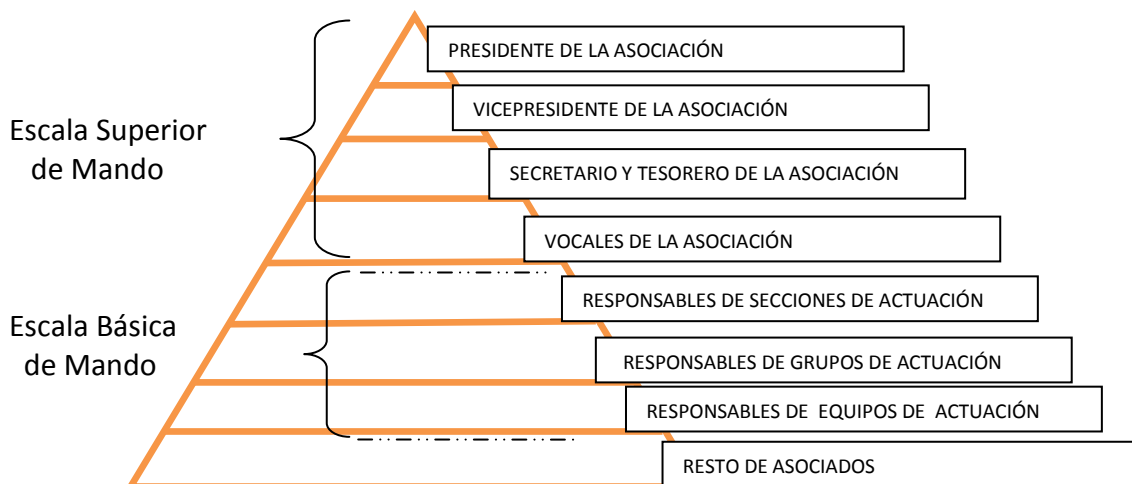 PRESIDENTE DE LA ASOCIACIÓN
VICEPRESIDENTE DE LA ASOCIACIÓN
Escala Superior
de Mando
SECRETARIO Y TESORERO DE LA ASOCIACIÓN
VOCALES DE LA ASOCIACIÓN
RESPONSABLES DE SECCIONES DE ACTUACIÓN
Escala Básica
de Mando
RESPONSABLES DE GRUPOS DE ACTUACIÓN
RESPONSABLES DE EQUIPOS DE ACTUACIÓN
RESTO DE ASOCIADOS